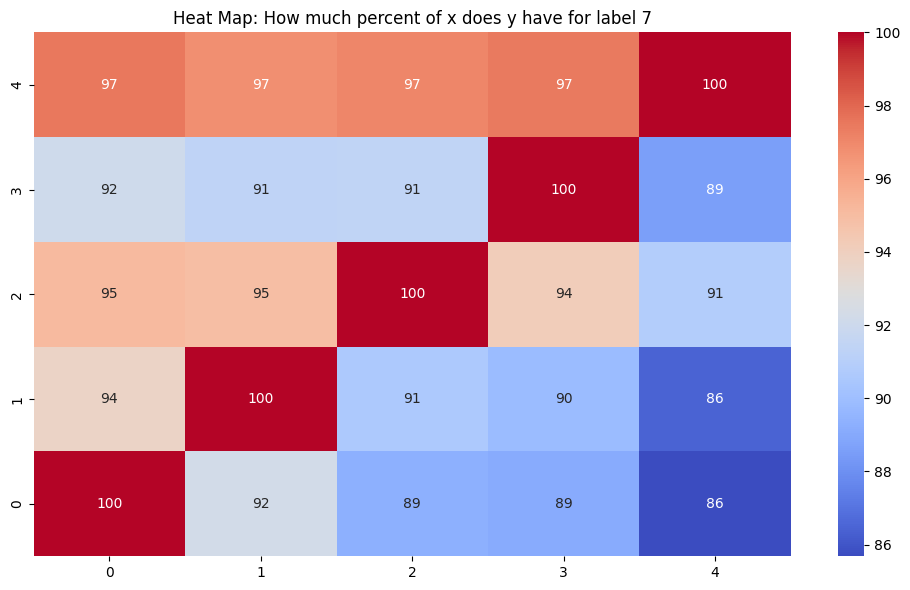 Heat Map: How much percent of x does y have for label 7
4 97 97 97 97 100
3 92 91 91 100 89
2 95 95 100 94 91
1 94 100 91 90 86
0 100 92 89 89 86
0 1 2 3 4
100
98
96
94
92
90
88
86